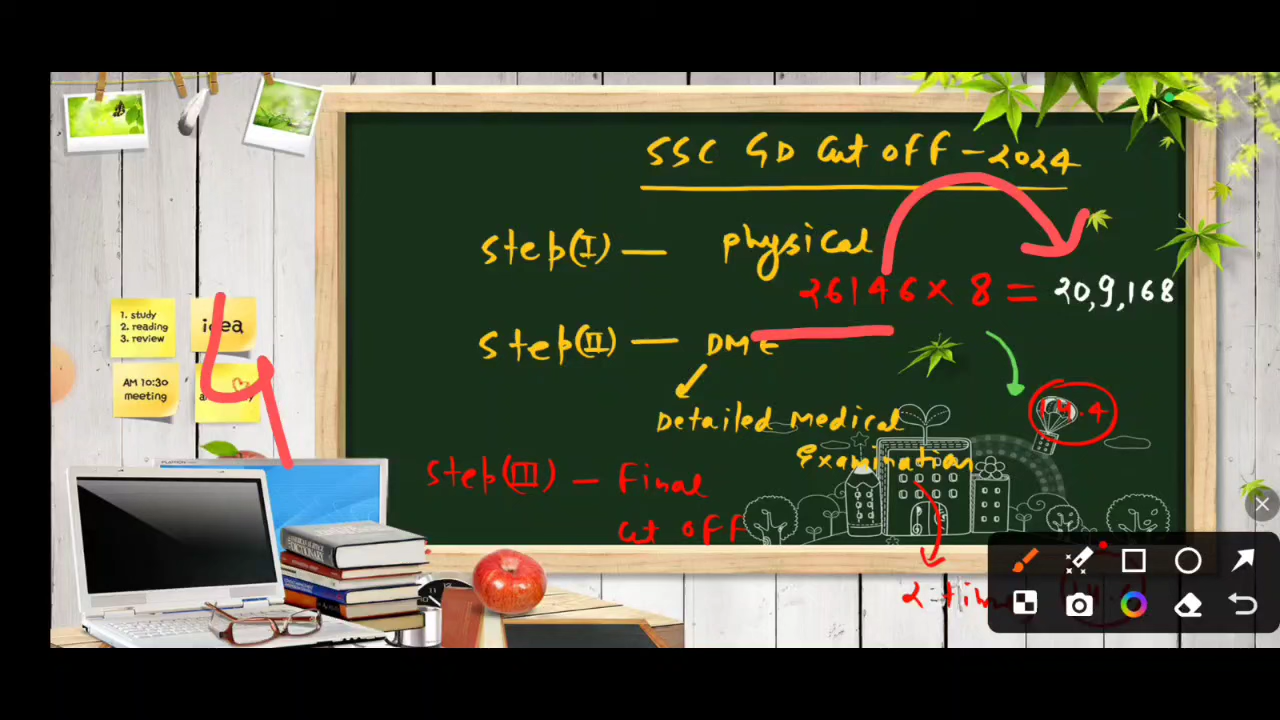 SSC GD Cut off - 2024
Step(I) — Physical
26146 × 8 = 20,9,168
Step(II) — DME
Detailed Medical
Examination
Step(III) — Final
Cut off
1. study
2. reading
3. review
idea
AM 10:30
meeting
4